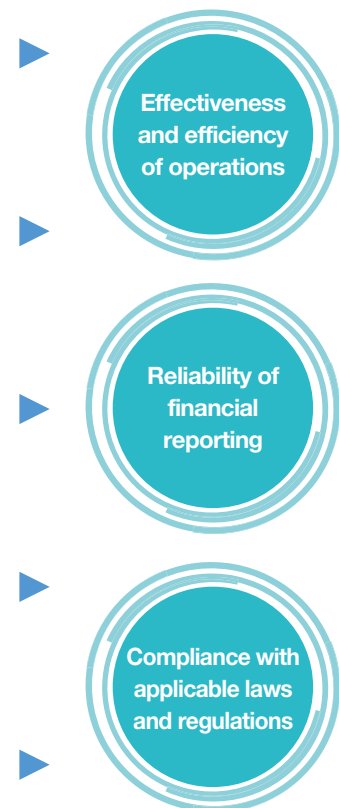 Effectiveness
and efficiency
of operations
Reliability of
financial
reporting
Compliance with
applicable laws
and regulations